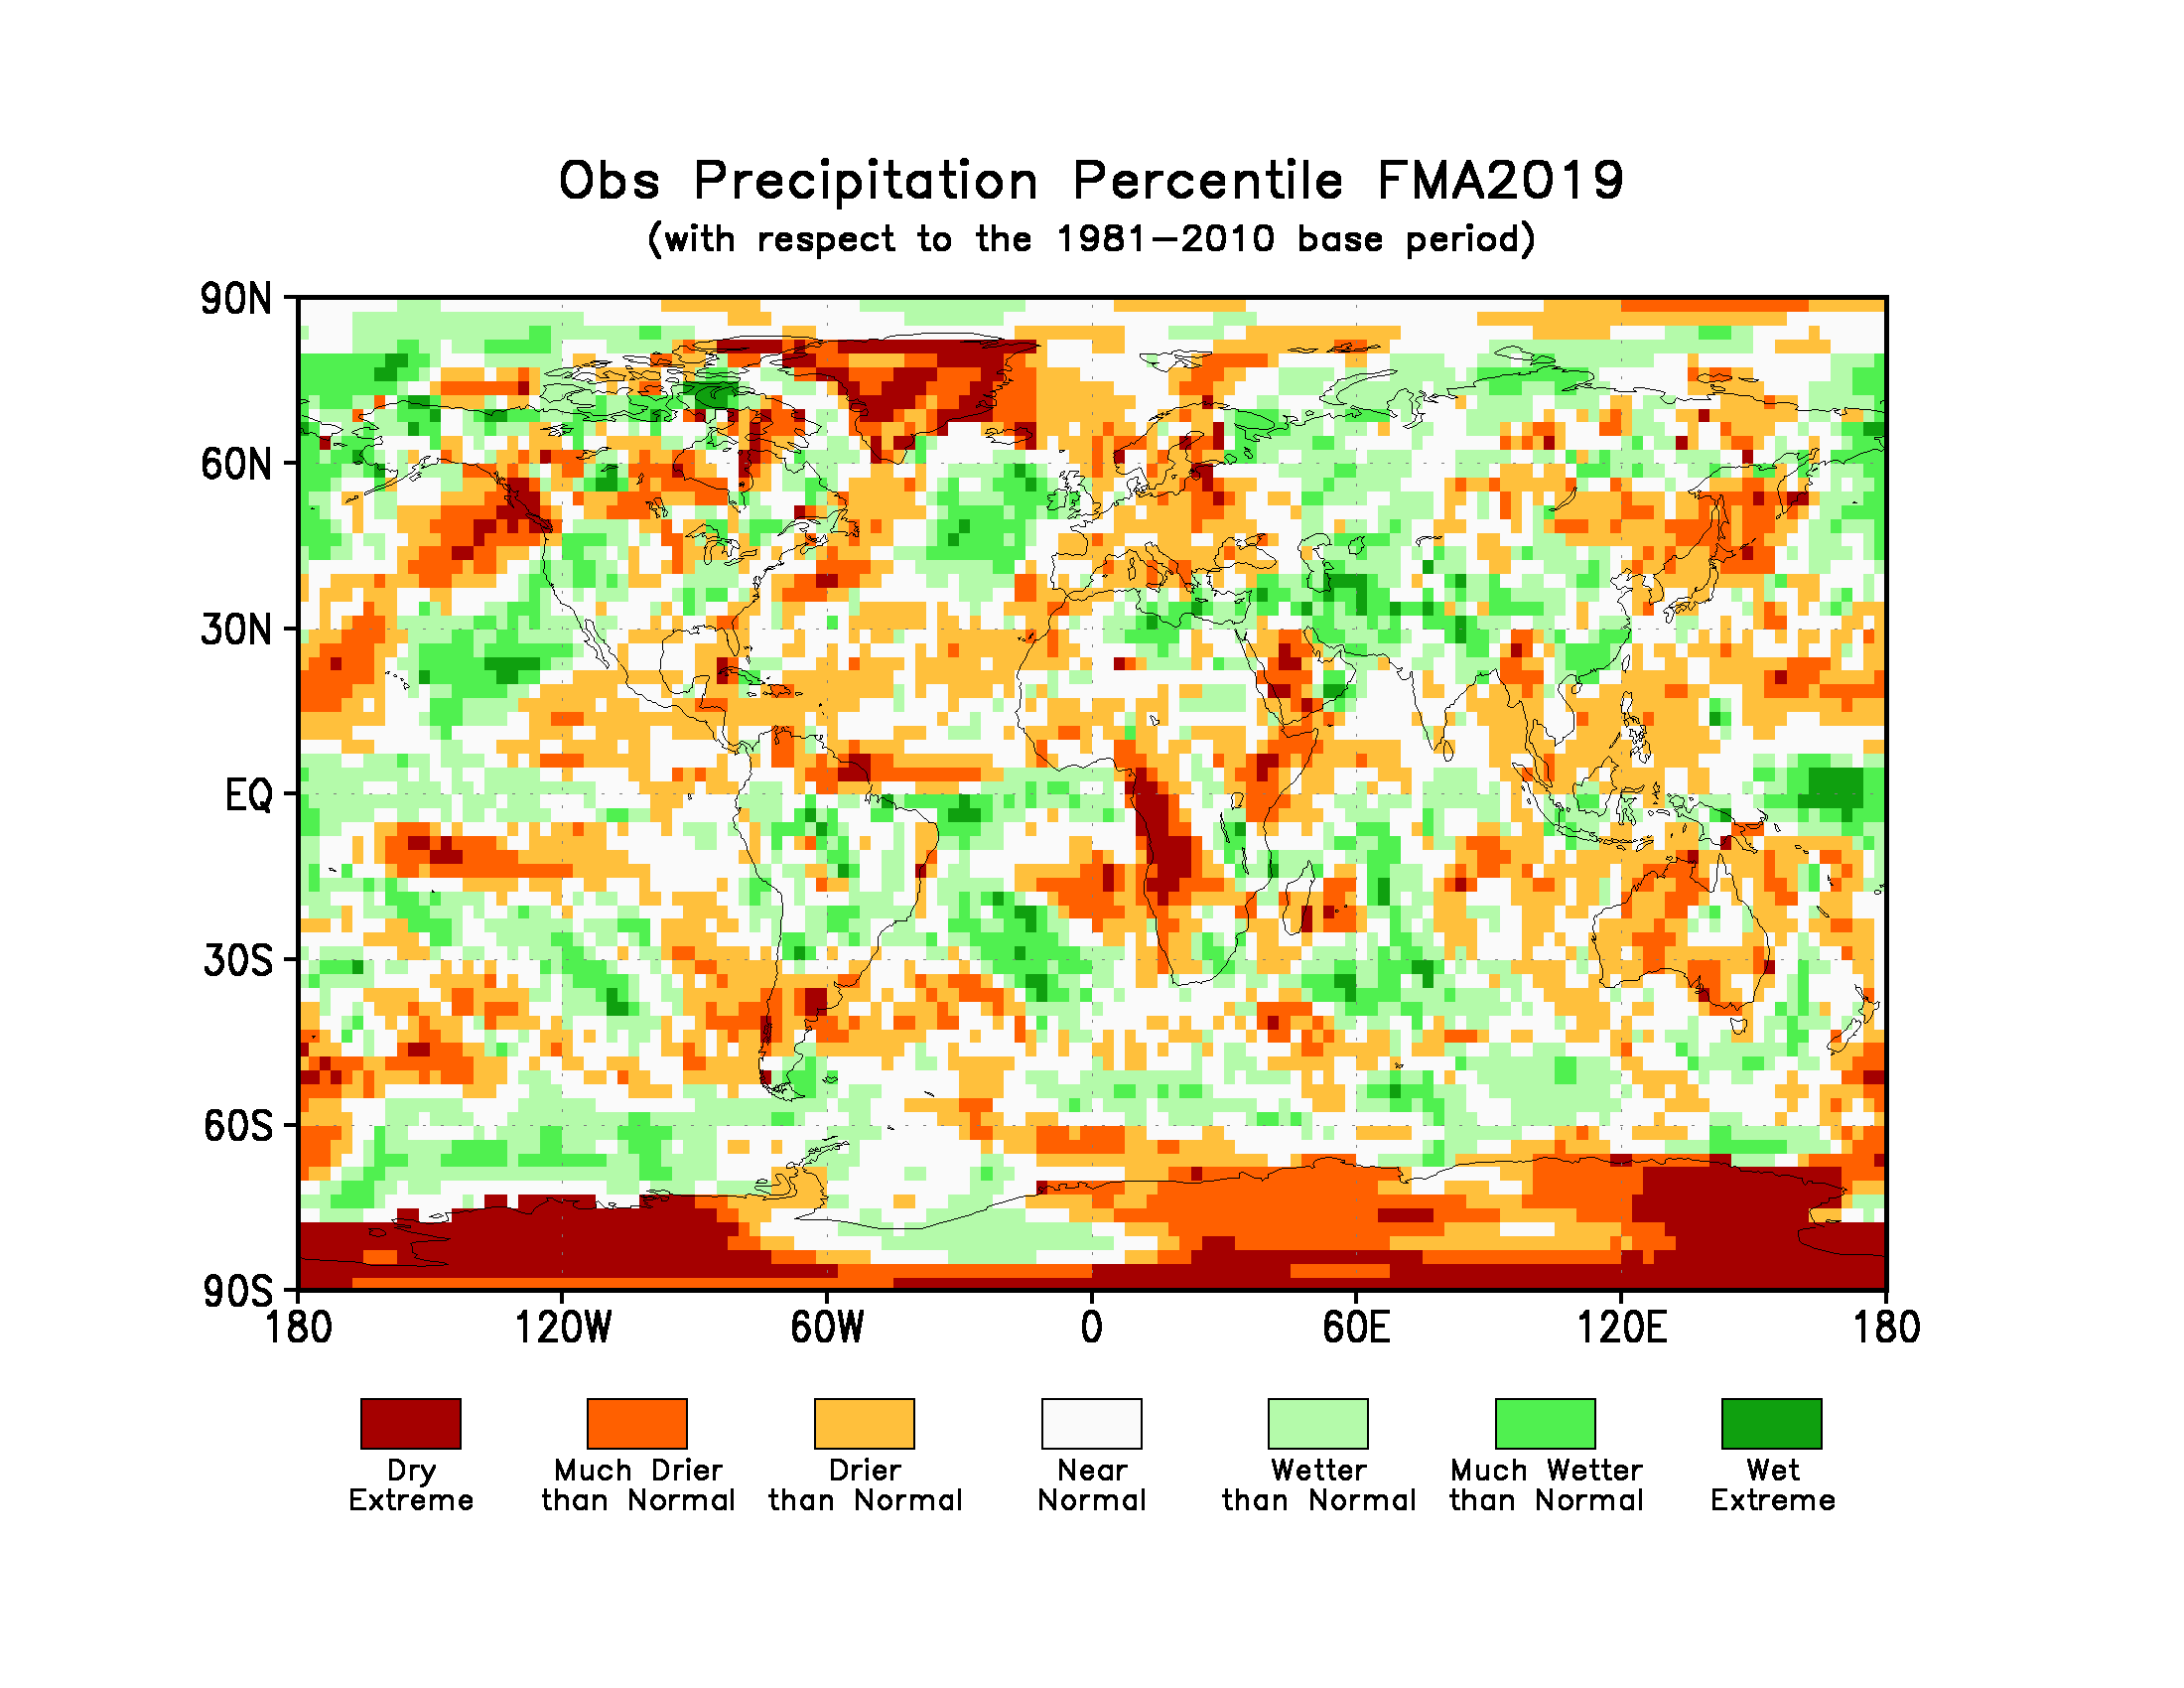 Obs Precipitation Percentile FMA2019
(with respect to the 1981-2010 base period)
90N
60N
30N
EQ
30S
60S
90S
180 120W 60W 0 60E 120E 180
Dry Extreme
Much Drier than Normal
Drier than Normal
Near Normal
Wetter than Normal
Much Wetter than Normal
Wet Extreme